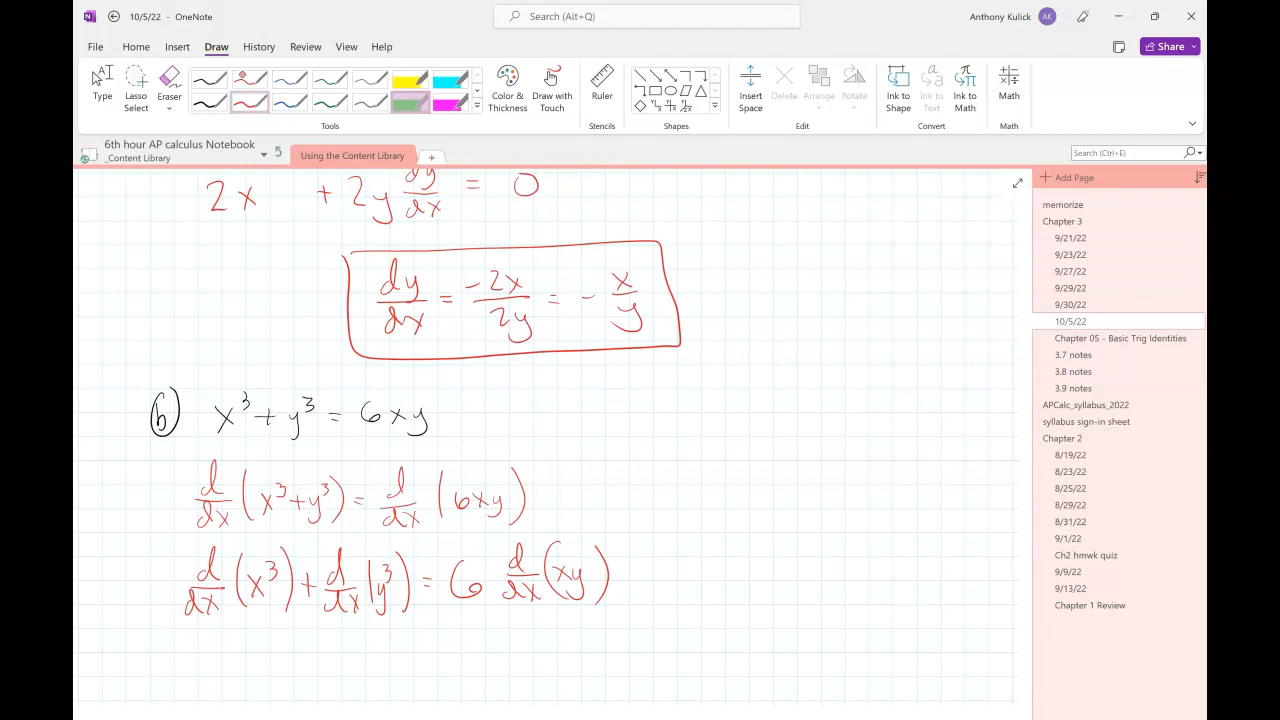 10/5/22 - OneNote
Search (Alt+Q)
Anthony Kulick
AK
File Home Insert Draw History Review View Help
Share
Type
Lasso Select
Eraser
Color & Thickness
Draw with Touch
Ruler
Insert Space
Delete
Arrange
Rotate
Ink to Shape
Ink to Text
Ink to Math
Math
Tools
Stencils
Shapes
Edit
Convert
Math
6th hour AP calculus Notebook
_Content Library
Using the Content Library
Search (Ctrl+E)
2x + 2y dy/dx = 0
dy/dx = -2x/2y = - x/y
(b) x³ + y³ = 6xy
d/dx (x³+y³) = d/dx (6xy)
d/dx (x³) + d/dx (y³) = 6 d/dx (xy)
Add Page
memorize
Chapter 3
9/21/22
9/23/22
9/27/22
9/29/22
9/30/22
10/5/22
Chapter 05 - Basic Trig Identities
3.7 notes
3.8 notes
3.9 notes
APCalc_syllabus_2022
syllabus sign-in sheet
Chapter 2
8/19/22
8/23/22
8/25/22
8/29/22
8/31/22
9/1/22
Ch2 hmwk quiz
9/9/22
9/13/22
Chapter 1 Review